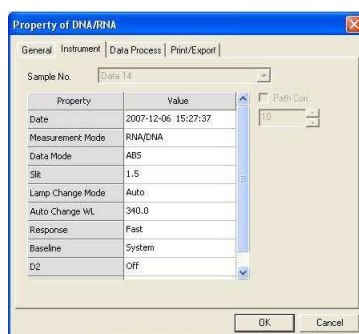 Property of DNA/RNA
General Instrument Data Process Print/Export
Sample No. Data 14
Property Value
Path Corr.
Date 2007-12-06 15:27:37
10
Measurement Mode RNA/DNA
Data Mode ABS
Slit 1.5
Lamp Change Mode Auto
Auto Change WL 340.0
Response Fast
Baseline System
D2 Off
OK Cancel